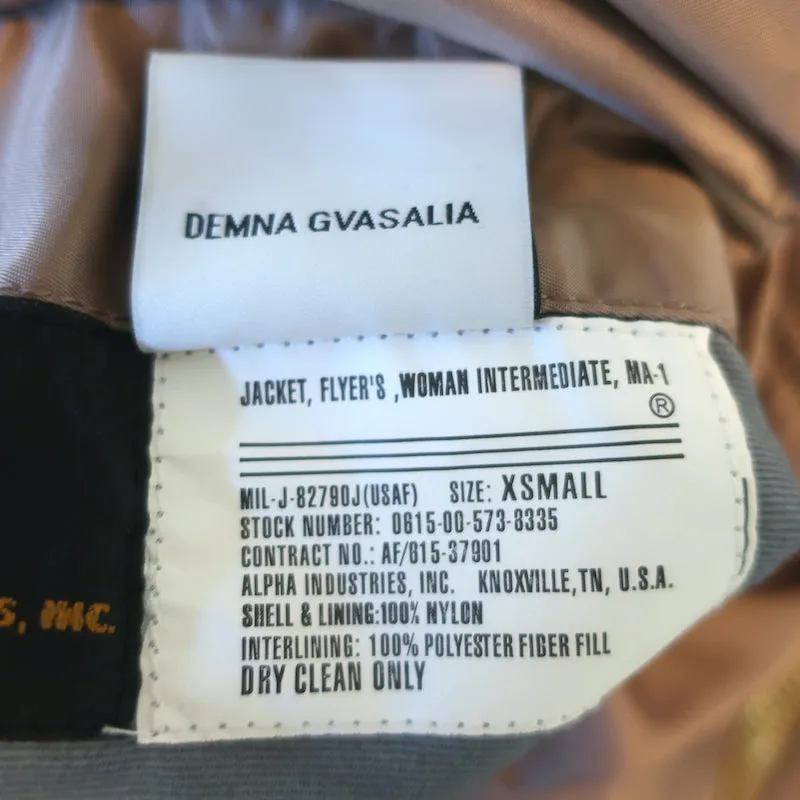 DEMNA GVASALIA
JACKET, FLYER'S ,WOMAN INTERMEDIATE, MA-1
®
MIL-J-82790J(USAF) SIZE: XSMALL
STOCK NUMBER: 0615-00-573-8335
CONTRACT NO.: AF/615-37901
ALPHA INDUSTRIES, INC. KNOXVILLE,TN, U.S.A.
SHELL & LINING:100% NYLON
INTERLINING: 100% POLYESTER FIBER FILL
DRY CLEAN ONLY
S, INC.